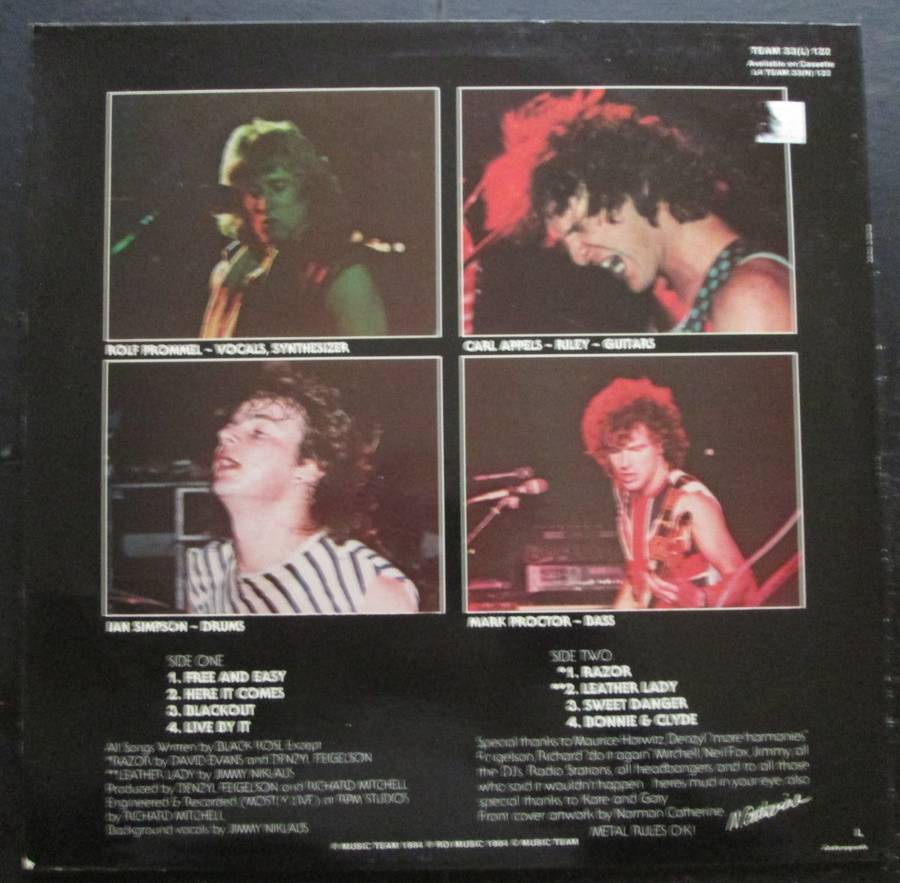 TEAM 33(L) 122
Available on Cassette
LR TEAM 33(N) 122
ROLF PROMMEL ~ VOCALS, SYNTHESIZER
CARL APPELS ~ RILEY ~ GUITARS
IAN SIMPSON ~ DRUMS
MARK PROCTOR ~ BASS
SIDE ONE
1. FREE AND EASY
2. HERE IT COMES
3. BLACKOUT
4. LIVE BY IT
All Songs Written by BLACK ROSE Except
*RAZOR by DAVID EVANS and DENZYL FEIGELSON
**LEATHER LADY by JIMMY NIKLAUS
Produced by DENZYL FEIGELSON and RICHARD MITCHELL
Engineered & Recorded (MOSTLY LIVE) at RPM STUDIOS
by RICHARD MITCHELL
Background vocals by JIMMY NIKLAUS
SIDE TWO
*1. RAZOR
**2. LEATHER LADY
3. SWEET DANGER
4. BONNIE & CLYDE
Special thanks to Maurice Horwitz, Denzyl "more harmonies"
Feigelson, Richard "do it again" Mitchell, Neil Fox, Jimmy, all
the D.J.s, Radio Stations, all headbangers and to all those
who said it wouldn't happen. Theres mud in your eye, also
special thanks to Kare and Gary
Front cover artwork by Norman Catherine
METAL RULES O.K!
N. Catherine
℗ MUSIC TEAM 1984 ℗ ROI MUSIC 1984 © MUSIC TEAM
IL